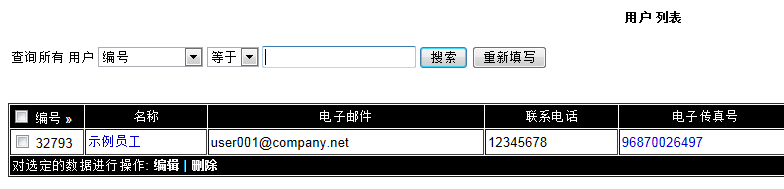 用户 列表
查询所有 用户 编号 等于 搜索 重新填写
编号 » 名称 电子邮件 联系电话 电子传真号
32793 示例员工 user001@company.net 12345678 96870026497
对选定的数据进行操作: 编辑 | 删除